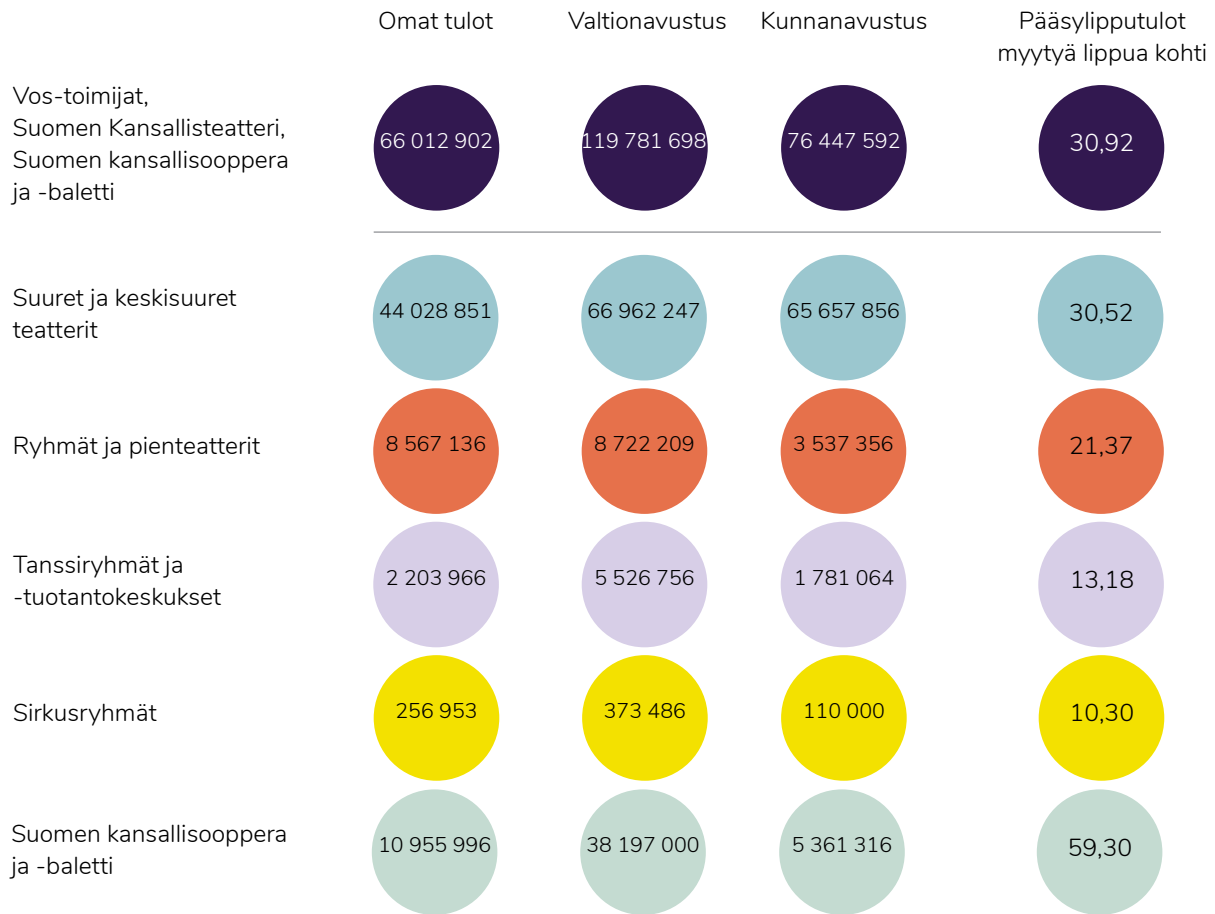 Omat tulot
Valtionavustus
Kunnanavustus
Pääsylipputulot
myytyä lippua kohti
Vos-toimijat,
Suomen Kansallisteatteri,
Suomen kansallisooppera
ja -baletti
66 012 902
119 781 698
76 447 592
30,92
Suuret ja keskisuuret
teatterit
44 028 851
66 962 247
65 657 856
30,52
Ryhmät ja pienteatterit
8 567 136
8 722 209
3 537 356
21,37
Tanssiryhmät ja
-tuotantokeskukset
2 203 966
5 526 756
1 781 064
13,18
Sirkusryhmät
256 953
373 486
110 000
10,30
Suomen kansallisooppera
ja -baletti
10 955 996
38 197 000
5 361 316
59,30